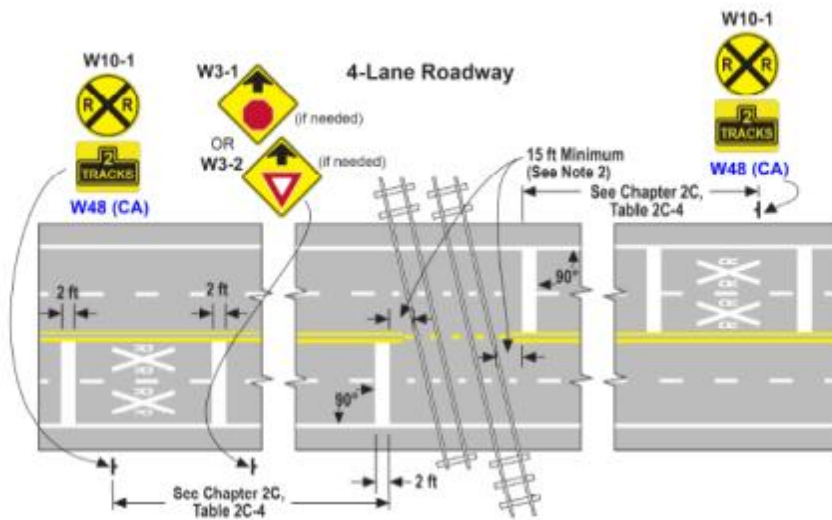 W10-1
R R
2
TRACKS
W48 (CA)
W3-1
(if needed)
OR
W3-2
(if needed)
4-Lane Roadway
15 ft Minimum
(See Note 2)
W10-1
R R
2
TRACKS
W48 (CA)
See Chapter 2C,
Table 2C-4
2 ft
2 ft
90°
90°
R R
R R
R R
R R
2 ft
See Chapter 2C,
Table 2C-4